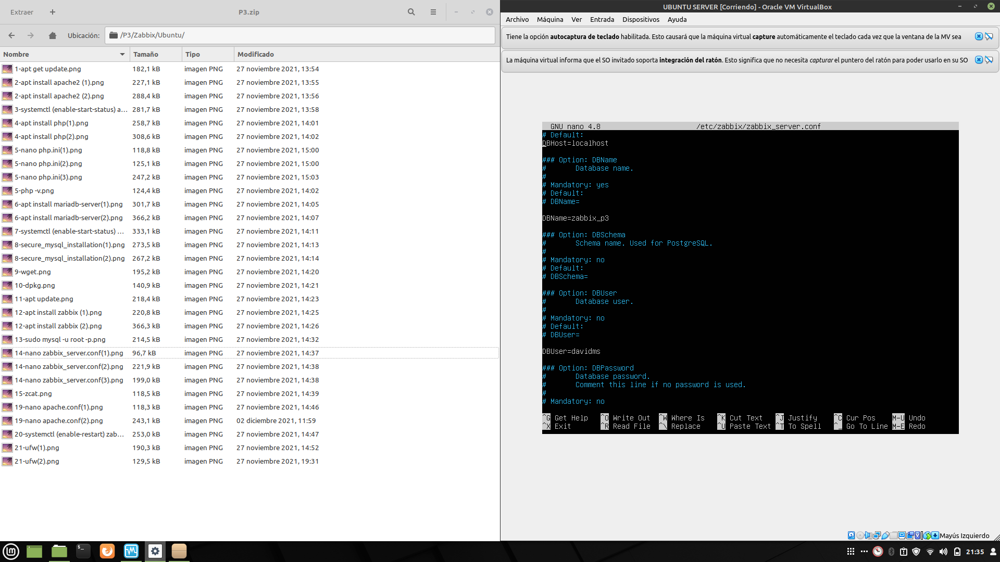 Extraer + P3.zip
Ubicación: /P3/Zabbix/Ubuntu/
Nombre Tamaño Tipo Modificado
1-apt get update.png 182,1 kB imagen PNG 27 noviembre 2021, 13:54
2-apt install apache2 (1).png 227,1 kB imagen PNG 27 noviembre 2021, 13:55
2-apt install apache2 (2).png 288,4 kB imagen PNG 27 noviembre 2021, 13:56
3-systemctl (enable-start-status) a... 281,7 kB imagen PNG 27 noviembre 2021, 13:58
4-apt install php(1).png 258,7 kB imagen PNG 27 noviembre 2021, 14:01
4-apt install php(2).png 308,6 kB imagen PNG 27 noviembre 2021, 14:02
5-nano php.ini(1).png 118,8 kB imagen PNG 27 noviembre 2021, 15:00
5-nano php.ini(2).png 125,1 kB imagen PNG 27 noviembre 2021, 15:00
5-nano php.ini(3).png 247,2 kB imagen PNG 27 noviembre 2021, 15:03
5-php -v.png 124,4 kB imagen PNG 27 noviembre 2021, 14:02
6-apt install mariadb-server(1).png 301,7 kB imagen PNG 27 noviembre 2021, 14:05
6-apt install mariadb-server(2).png 366,2 kB imagen PNG 27 noviembre 2021, 14:07
7-systemctl (enable-start-status) ... 333,1 kB imagen PNG 27 noviembre 2021, 14:11
8-secure_mysql_installation(1).png 273,5 kB imagen PNG 27 noviembre 2021, 14:13
8-secure_mysql_installation(2).png 267,2 kB imagen PNG 27 noviembre 2021, 14:14
9-wget.png 195,2 kB imagen PNG 27 noviembre 2021, 14:20
10-dpkg.png 140,9 kB imagen PNG 27 noviembre 2021, 14:21
11-apt update.png 218,4 kB imagen PNG 27 noviembre 2021, 14:23
12-apt install zabbix (1).png 220,8 kB imagen PNG 27 noviembre 2021, 14:25
12-apt install zabbix (2).png 366,3 kB imagen PNG 27 noviembre 2021, 14:26
13-sudo mysql -u root -p.png 214,5 kB imagen PNG 27 noviembre 2021, 14:32
14-nano zabbix_server.conf(1).png 96,7 kB imagen PNG 27 noviembre 2021, 14:37
14-nano zabbix_server.conf(2).png 221,9 kB imagen PNG 27 noviembre 2021, 14:38
14-nano zabbix_server.conf(3).png 199,0 kB imagen PNG 27 noviembre 2021, 14:38
15-zcat.png 118,5 kB imagen PNG 27 noviembre 2021, 14:39
19-nano apache.conf(1).png 118,3 kB imagen PNG 27 noviembre 2021, 14:46
19-nano apache.conf(2).png 243,1 kB imagen PNG 02 diciembre 2021, 11:59
20-systemctl (enable-restart) zab... 253,0 kB imagen PNG 27 noviembre 2021, 14:47
21-ufw(1).png 190,3 kB imagen PNG 27 noviembre 2021, 14:52
21-ufw(2).png 129,5 kB imagen PNG 27 noviembre 2021, 19:31
UBUNTU SERVER [Corriendo] - Oracle VM VirtualBox
Archivo Máquina Ver Entrada Dispositivos Ayuda
Tiene la opción autocaptura de teclado habilitada. Esto causará que la máquina virtual capture automáticamente el teclado cada vez que la ventana de la MV sea
La máquina virtual informa que el SO invitado soporta integración del ratón. Esto significa que no necesita capturar el puntero del ratón para poder usarlo en su SO
GNU nano 4.8 /etc/zabbix/zabbix_server.conf
# Default:
DBHost=localhost
### Option: DBName
# Database name.
#
# Mandatory: yes
# Default:
# DBName=
DBName=zabbix_p3
### Option: DBSchema
# Schema name. Used for PostgreSQL.
#
# Mandatory: no
# Default:
# DBSchema=
### Option: DBUser
# Database user.
#
# Mandatory: no
# Default:
# DBUser=
DBUser=davidms
### Option: DBPassword
# Database password.
# Comment this line if no password is used.
#
# Mandatory: no
^G Get Help ^O Write Out ^W Where Is ^K Cut Text ^J Justify ^C Cur Pos M-U Undo
^X Exit ^R Read File ^\ Replace ^U Paste Text ^T To Spell ^_ Go To Line M-E Redo
Mayús Izquierdo
21:35